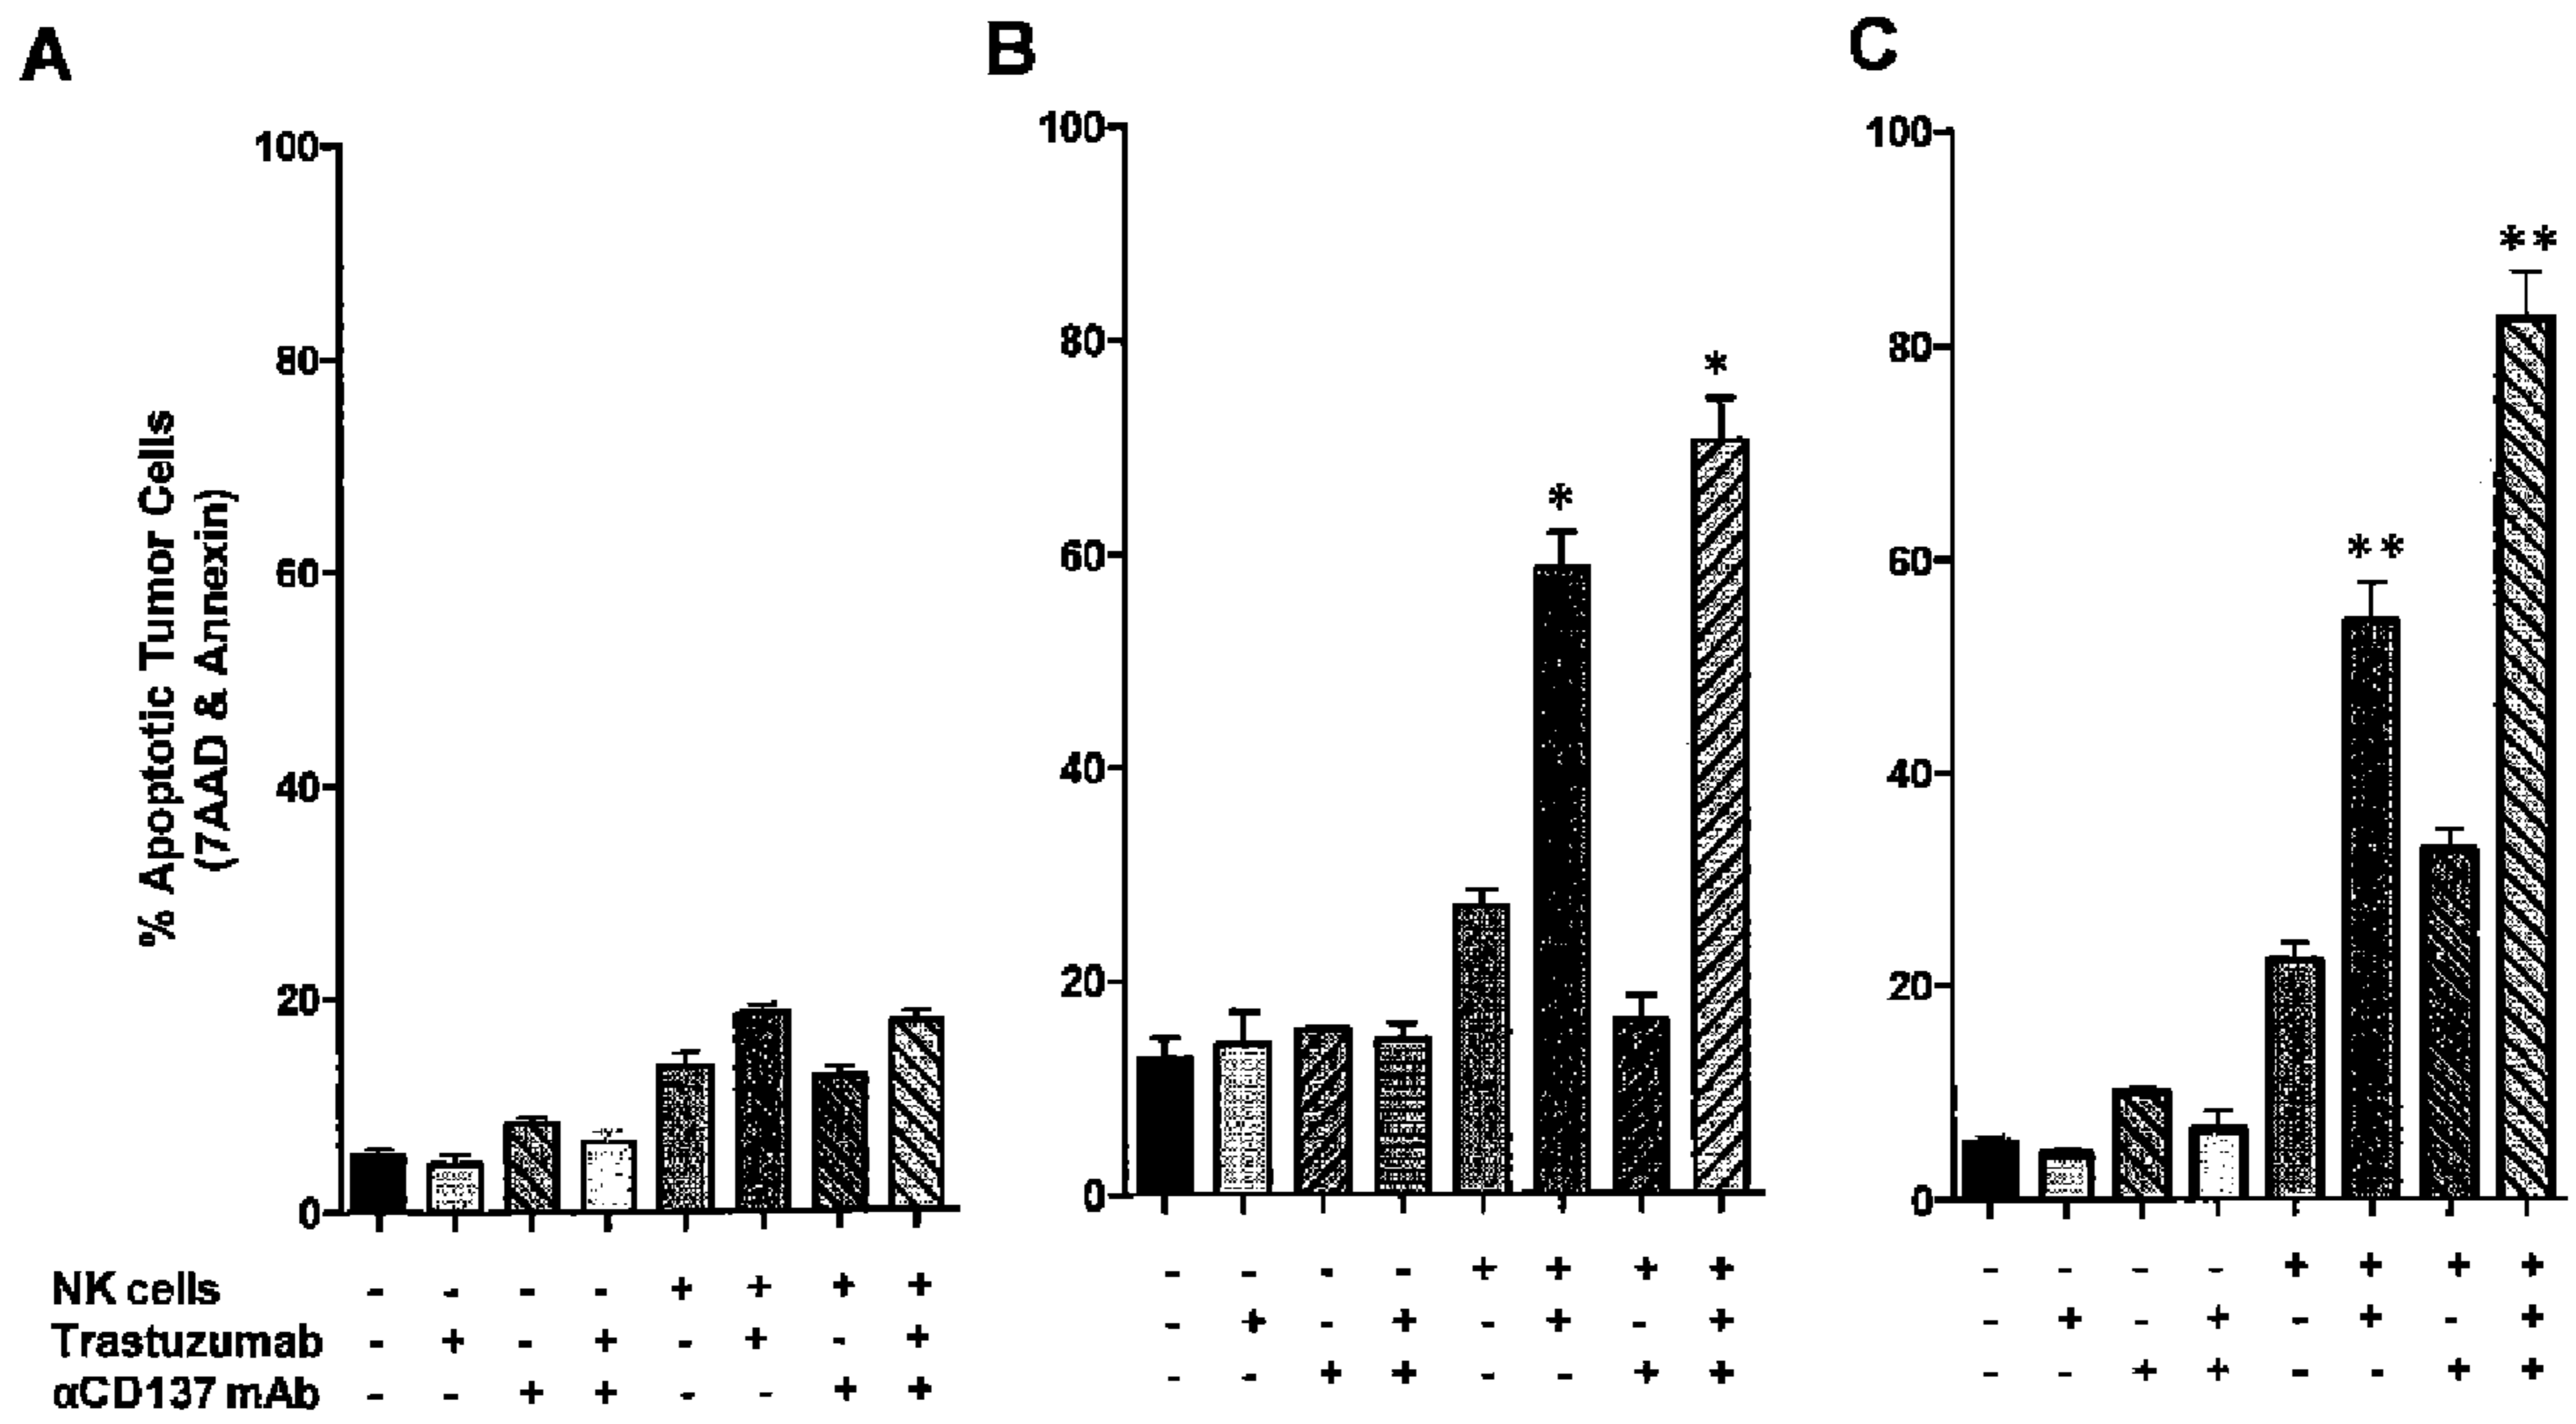 A
B
C
% Apoptotic Tumor Cells
(7AAD & Annexin)
100
80
60
40
20
0
100
80
60
40
20
0
*
*
100
80
60
40
20
0
**
**
NK cells - - - - + + + + - - - - + + + + - - - - + + + +
Trastuzumab - + - + - + - + - + - + - + - + - + - + - + - +
αCD137 mAb - - + + - - + + - - + + - - + + - - + + - - + +